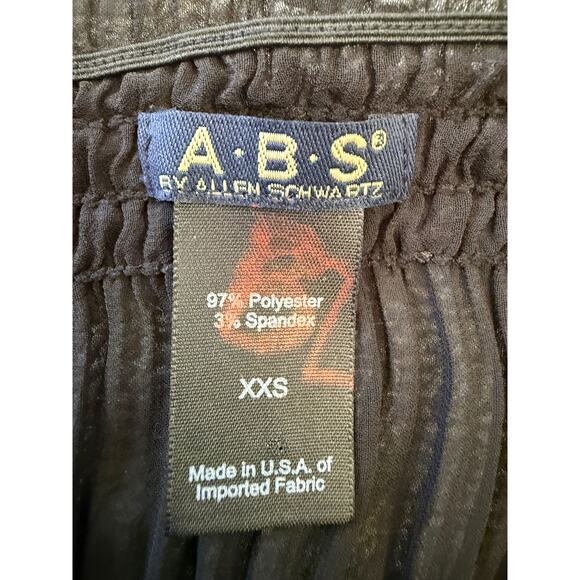 A·B·S®
BY ALLEN SCHWARTZ
97% Polyester
3% Spandex
XXS
Made in U.S.A. of
Imported Fabric